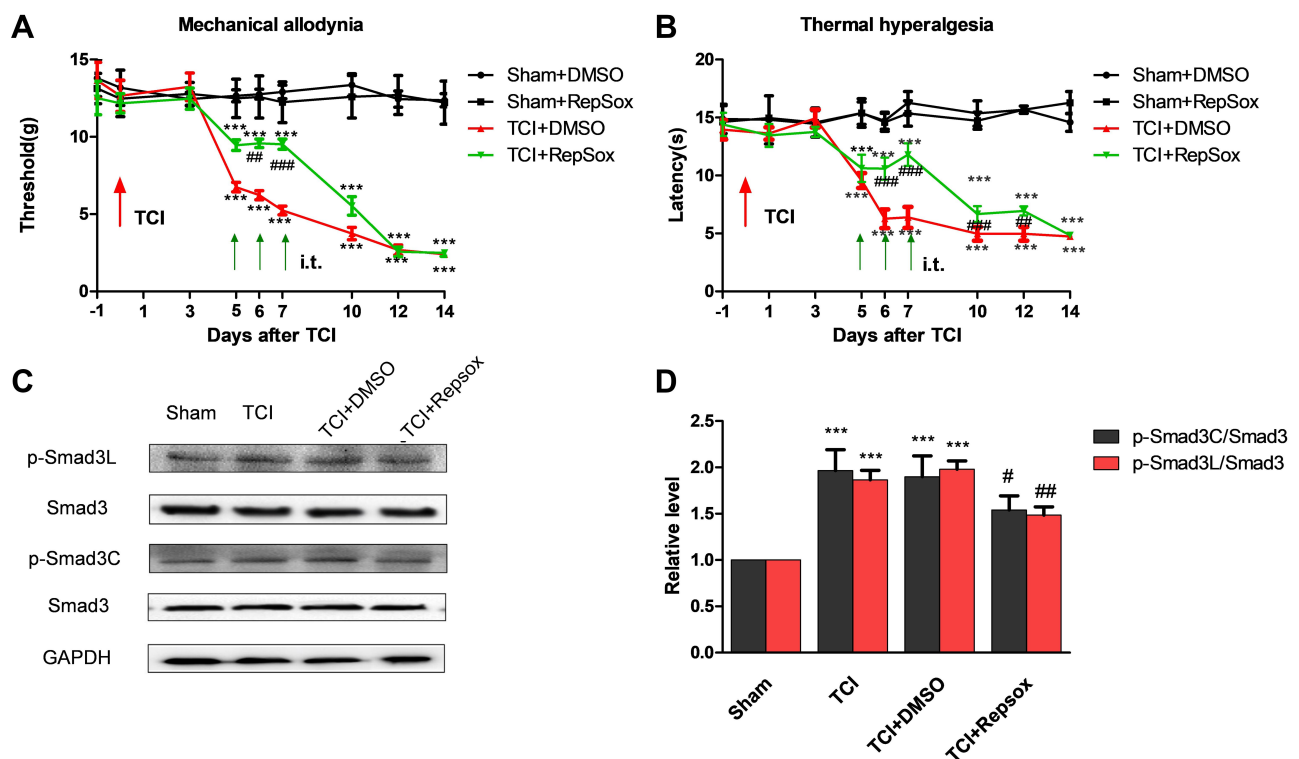 A
Mechanical allodynia
15
10
5
0
Threshold(g)
-1 1 3 5 6 7 10 12 14
Days after TCI
TCI
i.t.
*** *** ***
## ###
***
*** *** ***
***
***
***
***
***
Sham+DMSO
Sham+RepSox
TCI+DMSO
TCI+RepSox
B
Thermal hyperalgesia
20
15
10
5
0
Latency(s)
-1 1 3 5 6 7 10 12 14
Days after TCI
TCI
i.t.
*** *** ***
### ###
*** ***
*** ***
### ##
*** ***
***
***
Sham+DMSO
Sham+RepSox
TCI+DMSO
TCI+RepSox
C
Sham TCI TCI+DMSO -TCI+Repsox
p-Smad3L
Smad3
p-Smad3C
Smad3
GAPDH
D
2.5
2.0
1.5
1.0
0.5
0.0
Relative level
*** *** *** *** # ##
Sham TCI TCI+DMSO TCI+Repsox
p-Smad3C/Smad3
p-Smad3L/Smad3